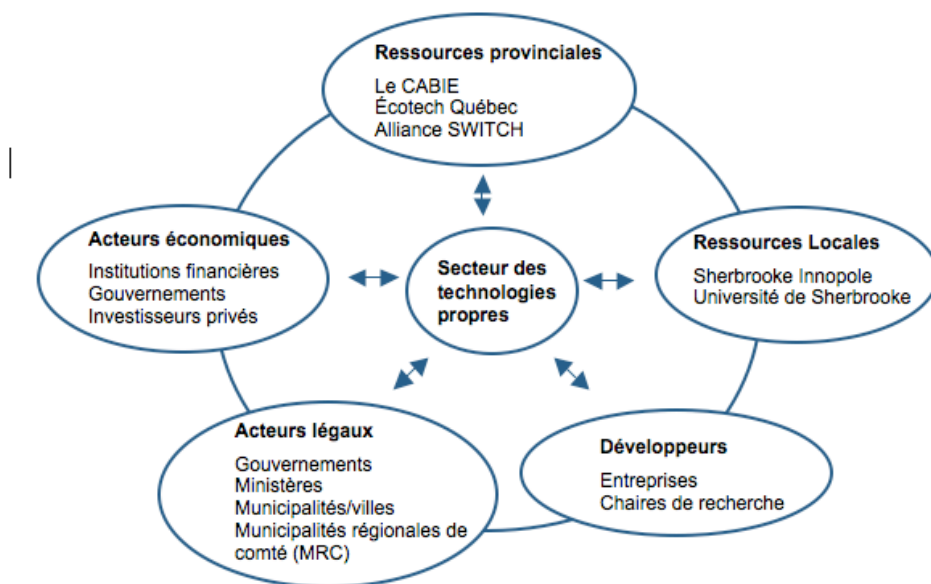 Ressources provinciales
Le CABIE
Écotech Québec
Alliance SWITCH
Acteurs économiques
Institutions financières
Gouvernements
Investisseurs privés
Secteur des
technologies
propres
Ressources Locales
Sherbrooke Innopole
Université de Sherbrooke
Acteurs légaux
Gouvernements
Ministères
Municipalités/villes
Municipalités régionales de
comté (MRC)
Développeurs
Entreprises
Chaires de recherche